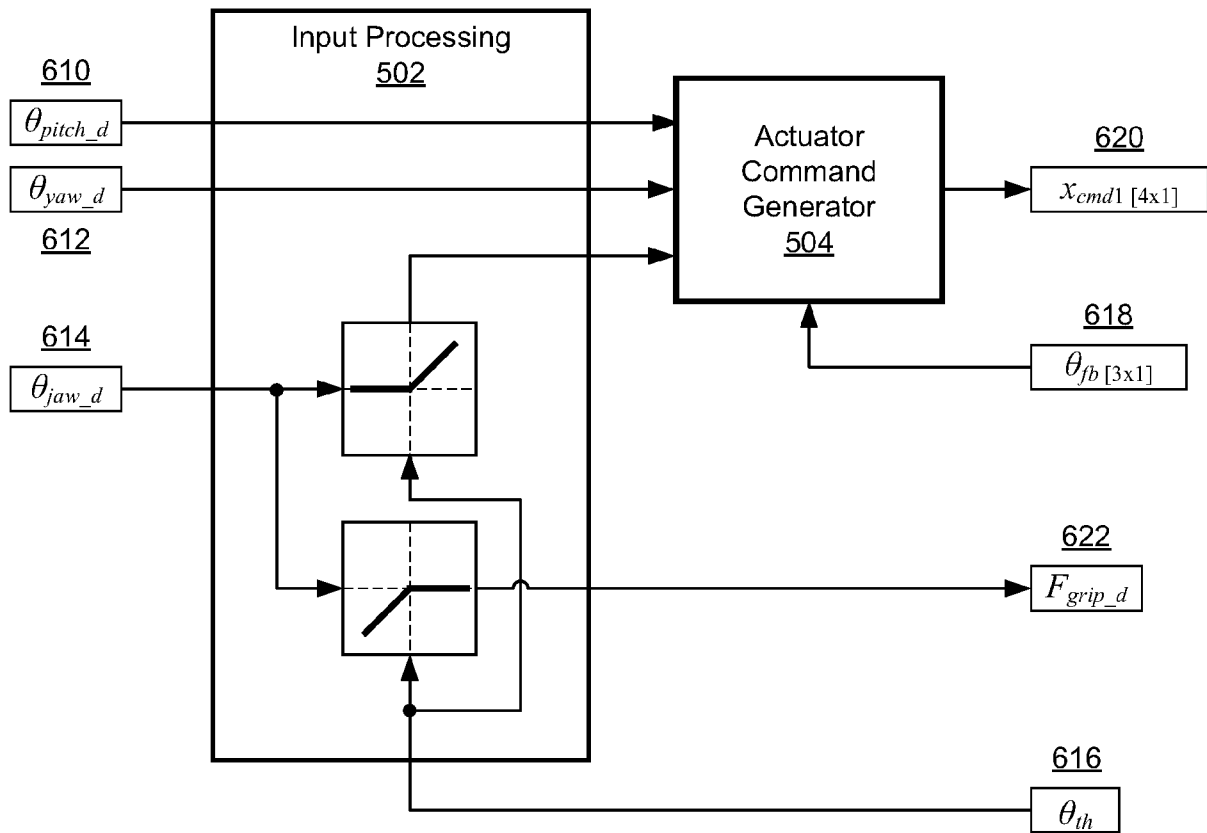 Input Processing
502
610
θpitch_d
θyaw_d
612
614
θjaw_d
Actuator
Command
Generator
504
620
xcmd1 [4x1]
618
θfb [3x1]
622
Fgrip_d
616
θth